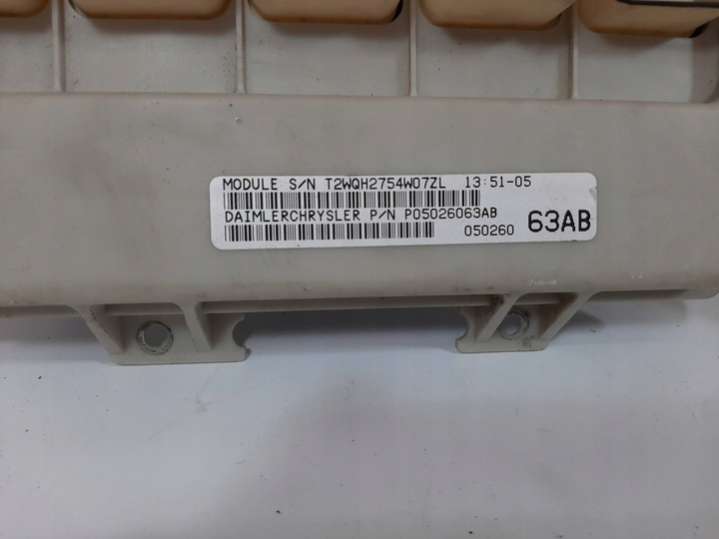 MODULE S/N T2WQH2754W07ZL 13:51-05
DAIMLERCHRYSLER P/N P05026063AB
050260 63AB